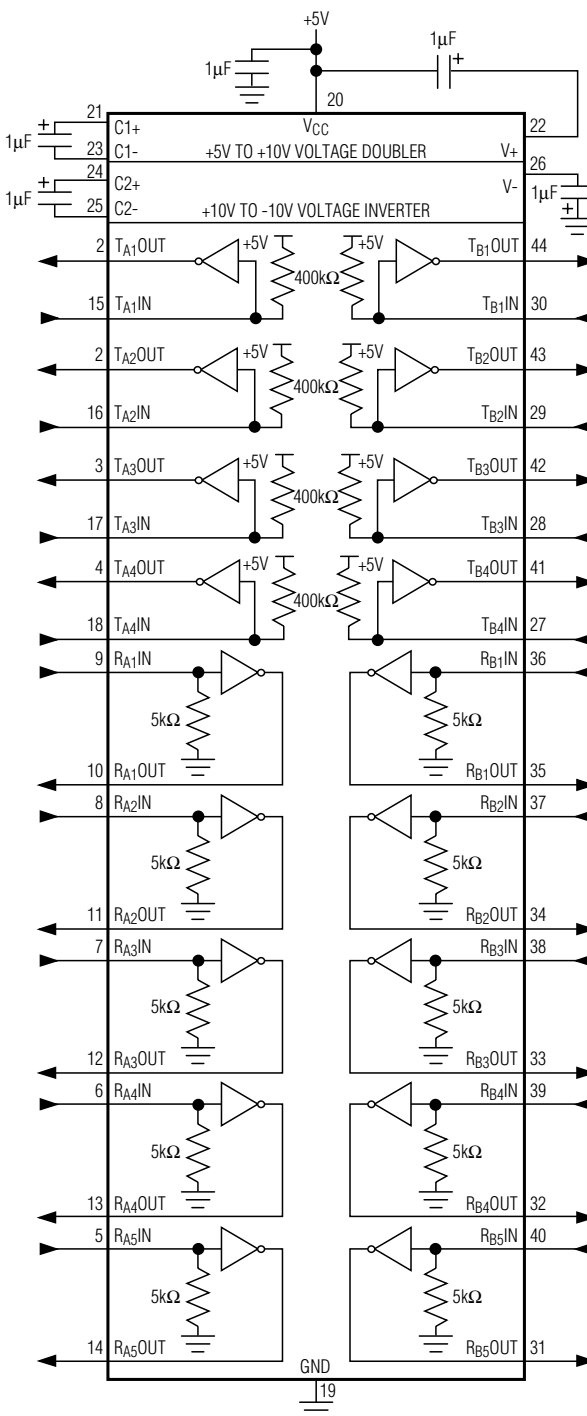 +5V
1µF
1µF
20
21
22
VCC
1µF
C1+
C1-
23
+5V TO +10V VOLTAGE DOUBLER
V+
24
26
1µF
C2+
C2-
25
+10V TO -10V VOLTAGE INVERTER
V-
1µF
2 TA1OUT +5V +5V TB1OUT 44
400kΩ
15 TA1IN TB1IN 30
2 TA2OUT +5V +5V TB2OUT 43
400kΩ
16 TA2IN TB2IN 29
3 TA3OUT +5V +5V TB3OUT 42
400kΩ
17 TA3IN TB3IN 28
4 TA4OUT +5V +5V TB4OUT 41
400kΩ
18 TA4IN TB4IN 27
9 RA1IN RB1IN 36
5kΩ 5kΩ
10 RA1OUT RB1OUT 35
8 RA2IN RB2IN 37
5kΩ 5kΩ
11 RA2OUT RB2OUT 34
7 RA3IN RB3IN 38
5kΩ 5kΩ
12 RA3OUT RB3OUT 33
6 RA4IN RB4IN 39
5kΩ 5kΩ
13 RA4OUT RB4OUT 32
5 RA5IN RB5IN 40
5kΩ 5kΩ
14 RA5OUT RB5OUT 31
GND
19